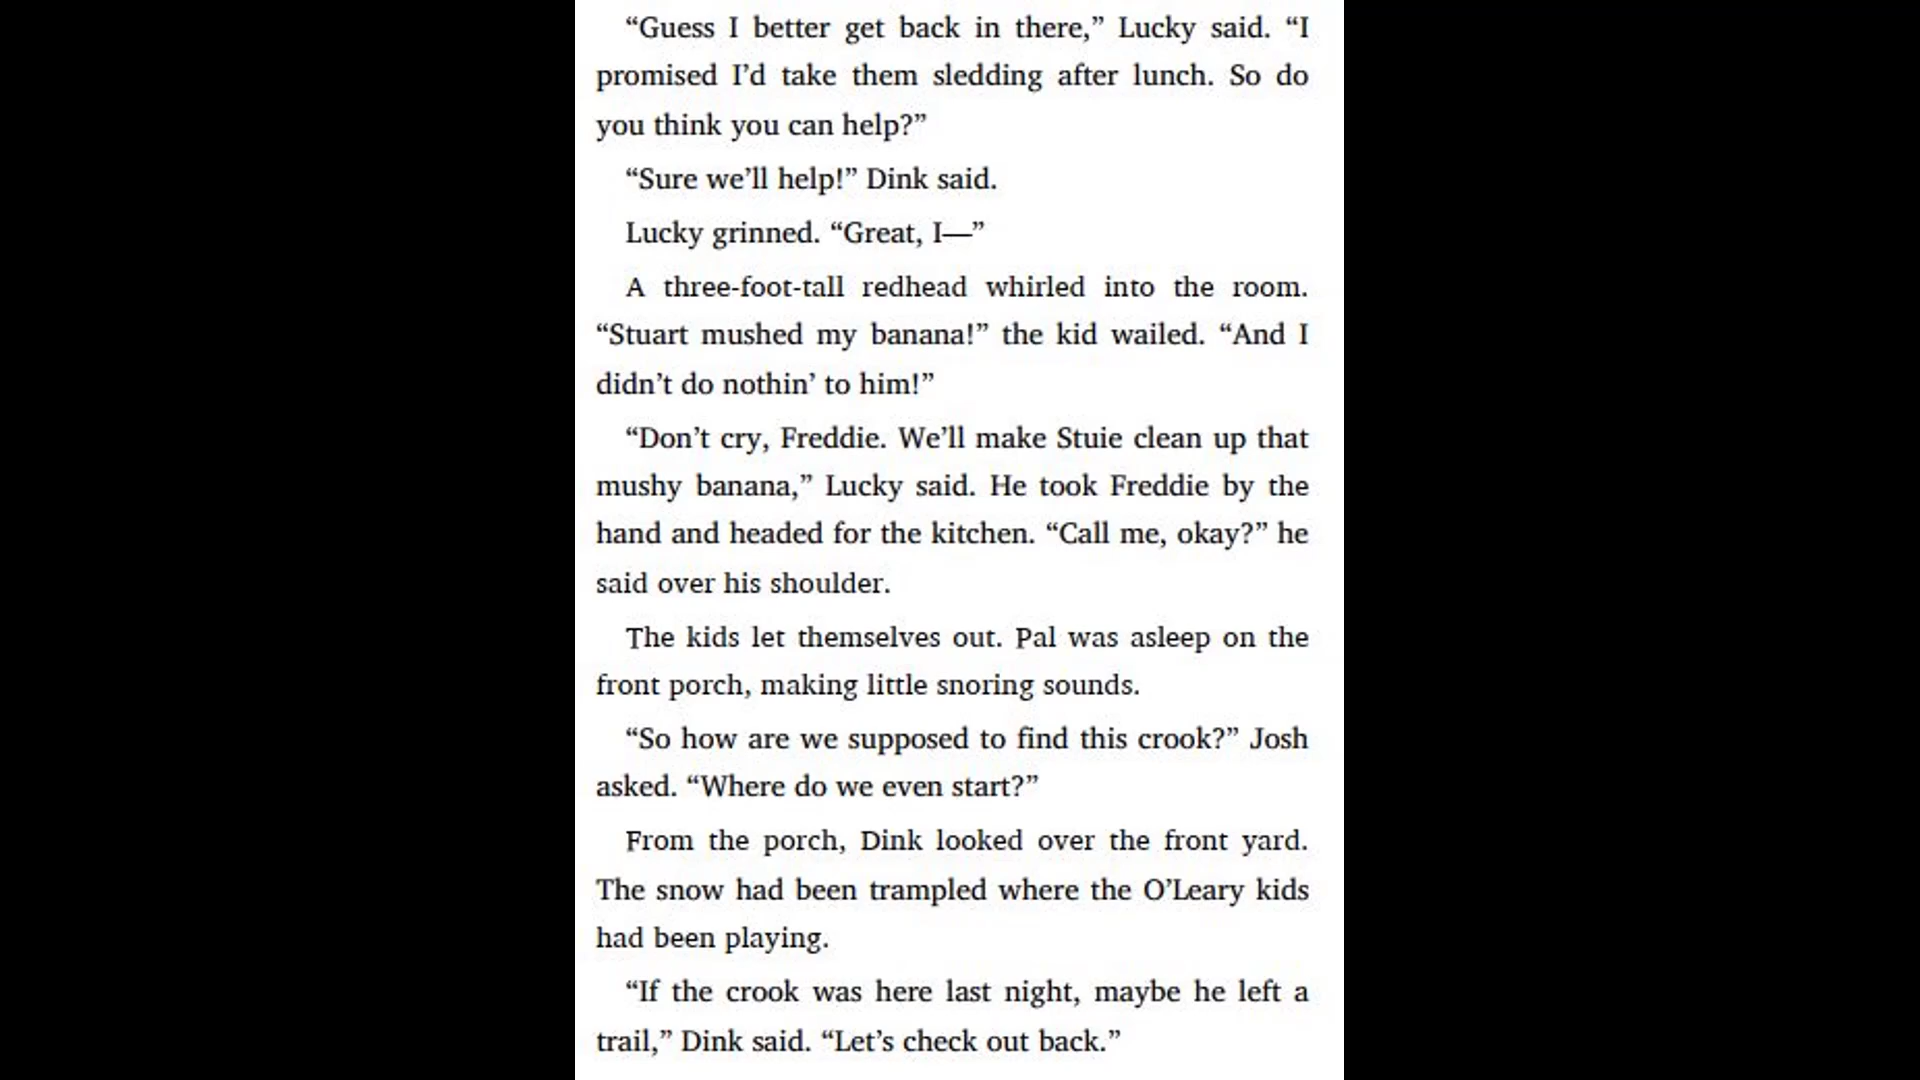 “Guess I better get back in there,” Lucky said. “I
promised I’d take them sledding after lunch. So do
you think you can help?”
“Sure we’ll help!” Dink said.
Lucky grinned. “Great, I—”
A three-foot-tall redhead whirled into the room.
“Stuart mushed my banana!” the kid wailed. “And I
didn’t do nothin’ to him!”
“Don’t cry, Freddie. We’ll make Stuie clean up that
mushy banana,” Lucky said. He took Freddie by the
hand and headed for the kitchen. “Call me, okay?” he
said over his shoulder.
The kids let themselves out. Pal was asleep on the
front porch, making little snoring sounds.
“So how are we supposed to find this crook?” Josh
asked. “Where do we even start?”
From the porch, Dink looked over the front yard.
The snow had been trampled where the O’Leary kids
had been playing.
“If the crook was here last night, maybe he left a
trail,” Dink said. “Let’s check out back.”